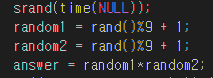 srand(time(NULL));
random1 = rand()%9 + 1;
random2 = rand()%9 + 1;
answer = random1*random2;